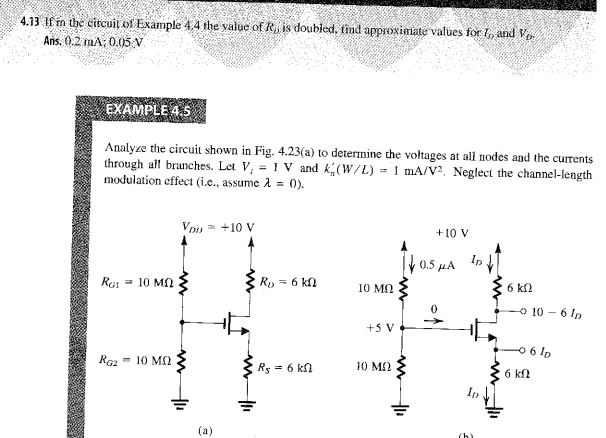 4.13 If in the circuit of Example 4.4 the value of R_D is doubled, find approximate values for I_D and V_D.
Ans. 0.2 mA; 0.05 V
EXAMPLE 4.5
Analyze the circuit shown in Fig. 4.23(a) to determine the voltages at all nodes and the currents
through all branches. Let V_t = 1 V and k'_n(W/L) = 1 mA/V². Neglect the channel-length
modulation effect (i.e., assume λ = 0).
V_DD = +10 V
R_G1 = 10 MΩ
R_D = 6 kΩ
R_G2 = 10 MΩ
R_S = 6 kΩ
(a)
+10 V
0.5 μA
I_D
10 MΩ
6 kΩ
0
10 − 6 I_D
+5 V
6 I_D
10 MΩ
6 kΩ
I_D
(b)